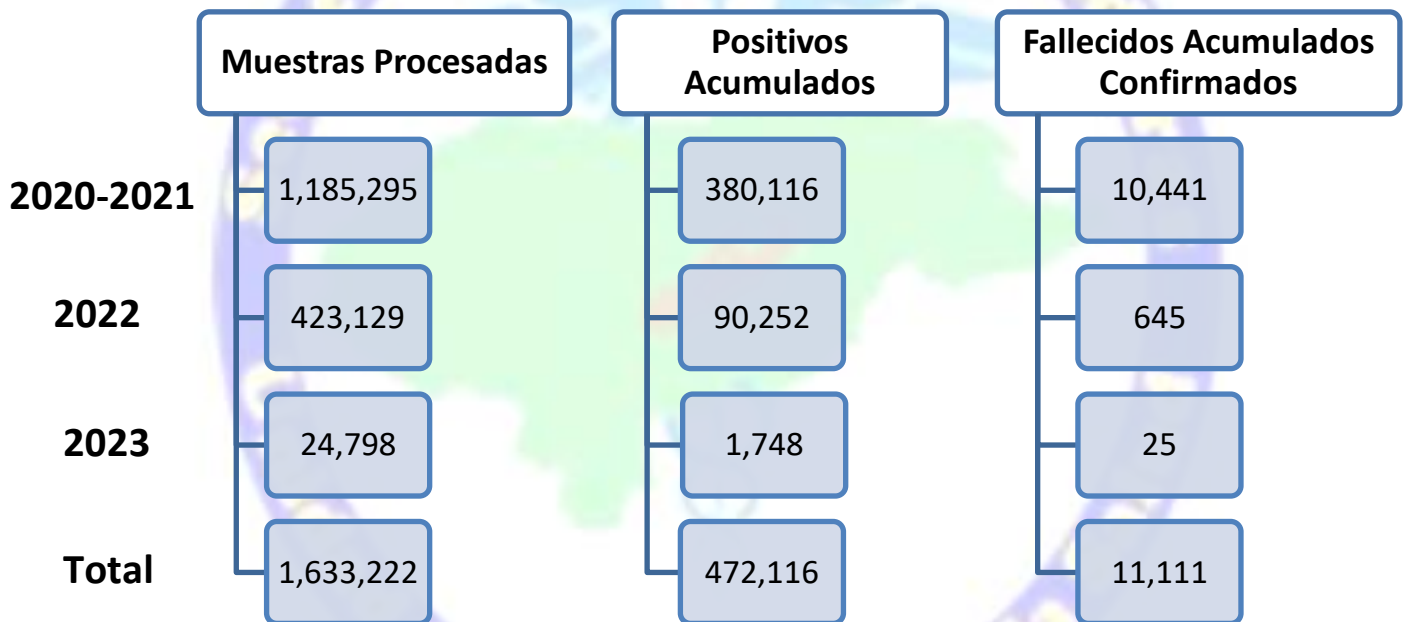 Muestras Procesadas
Positivos
Acumulados
Fallecidos Acumulados
Confirmados
2020-2021
1,185,295
380,116
10,441
2022
423,129
90,252
645
2023
24,798
1,748
25
Total
1,633,222
472,116
11,111